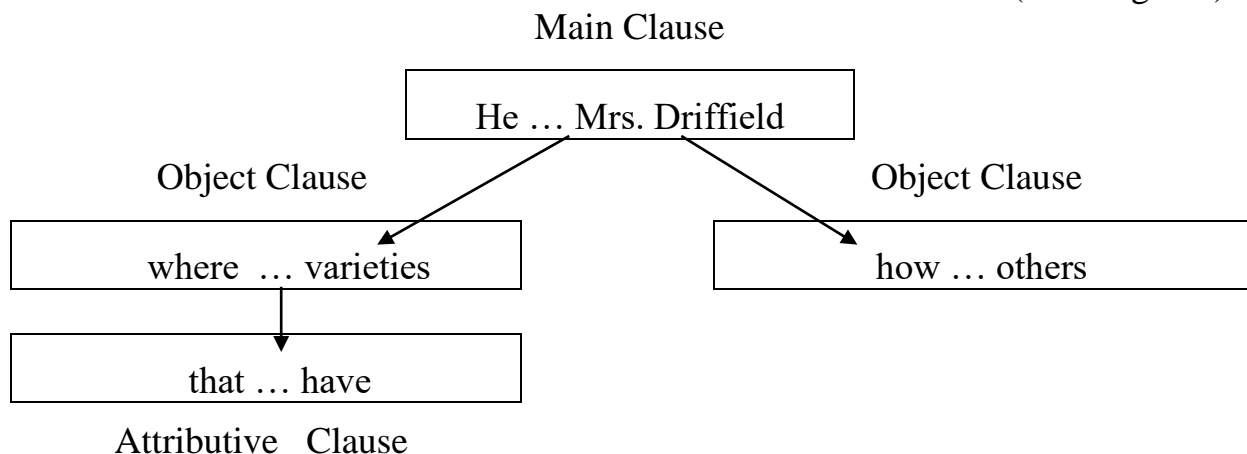 Main Clause
He … Mrs. Driffield
Object Clause Object Clause
where … varieties how … others
that … have
Attributive Clause